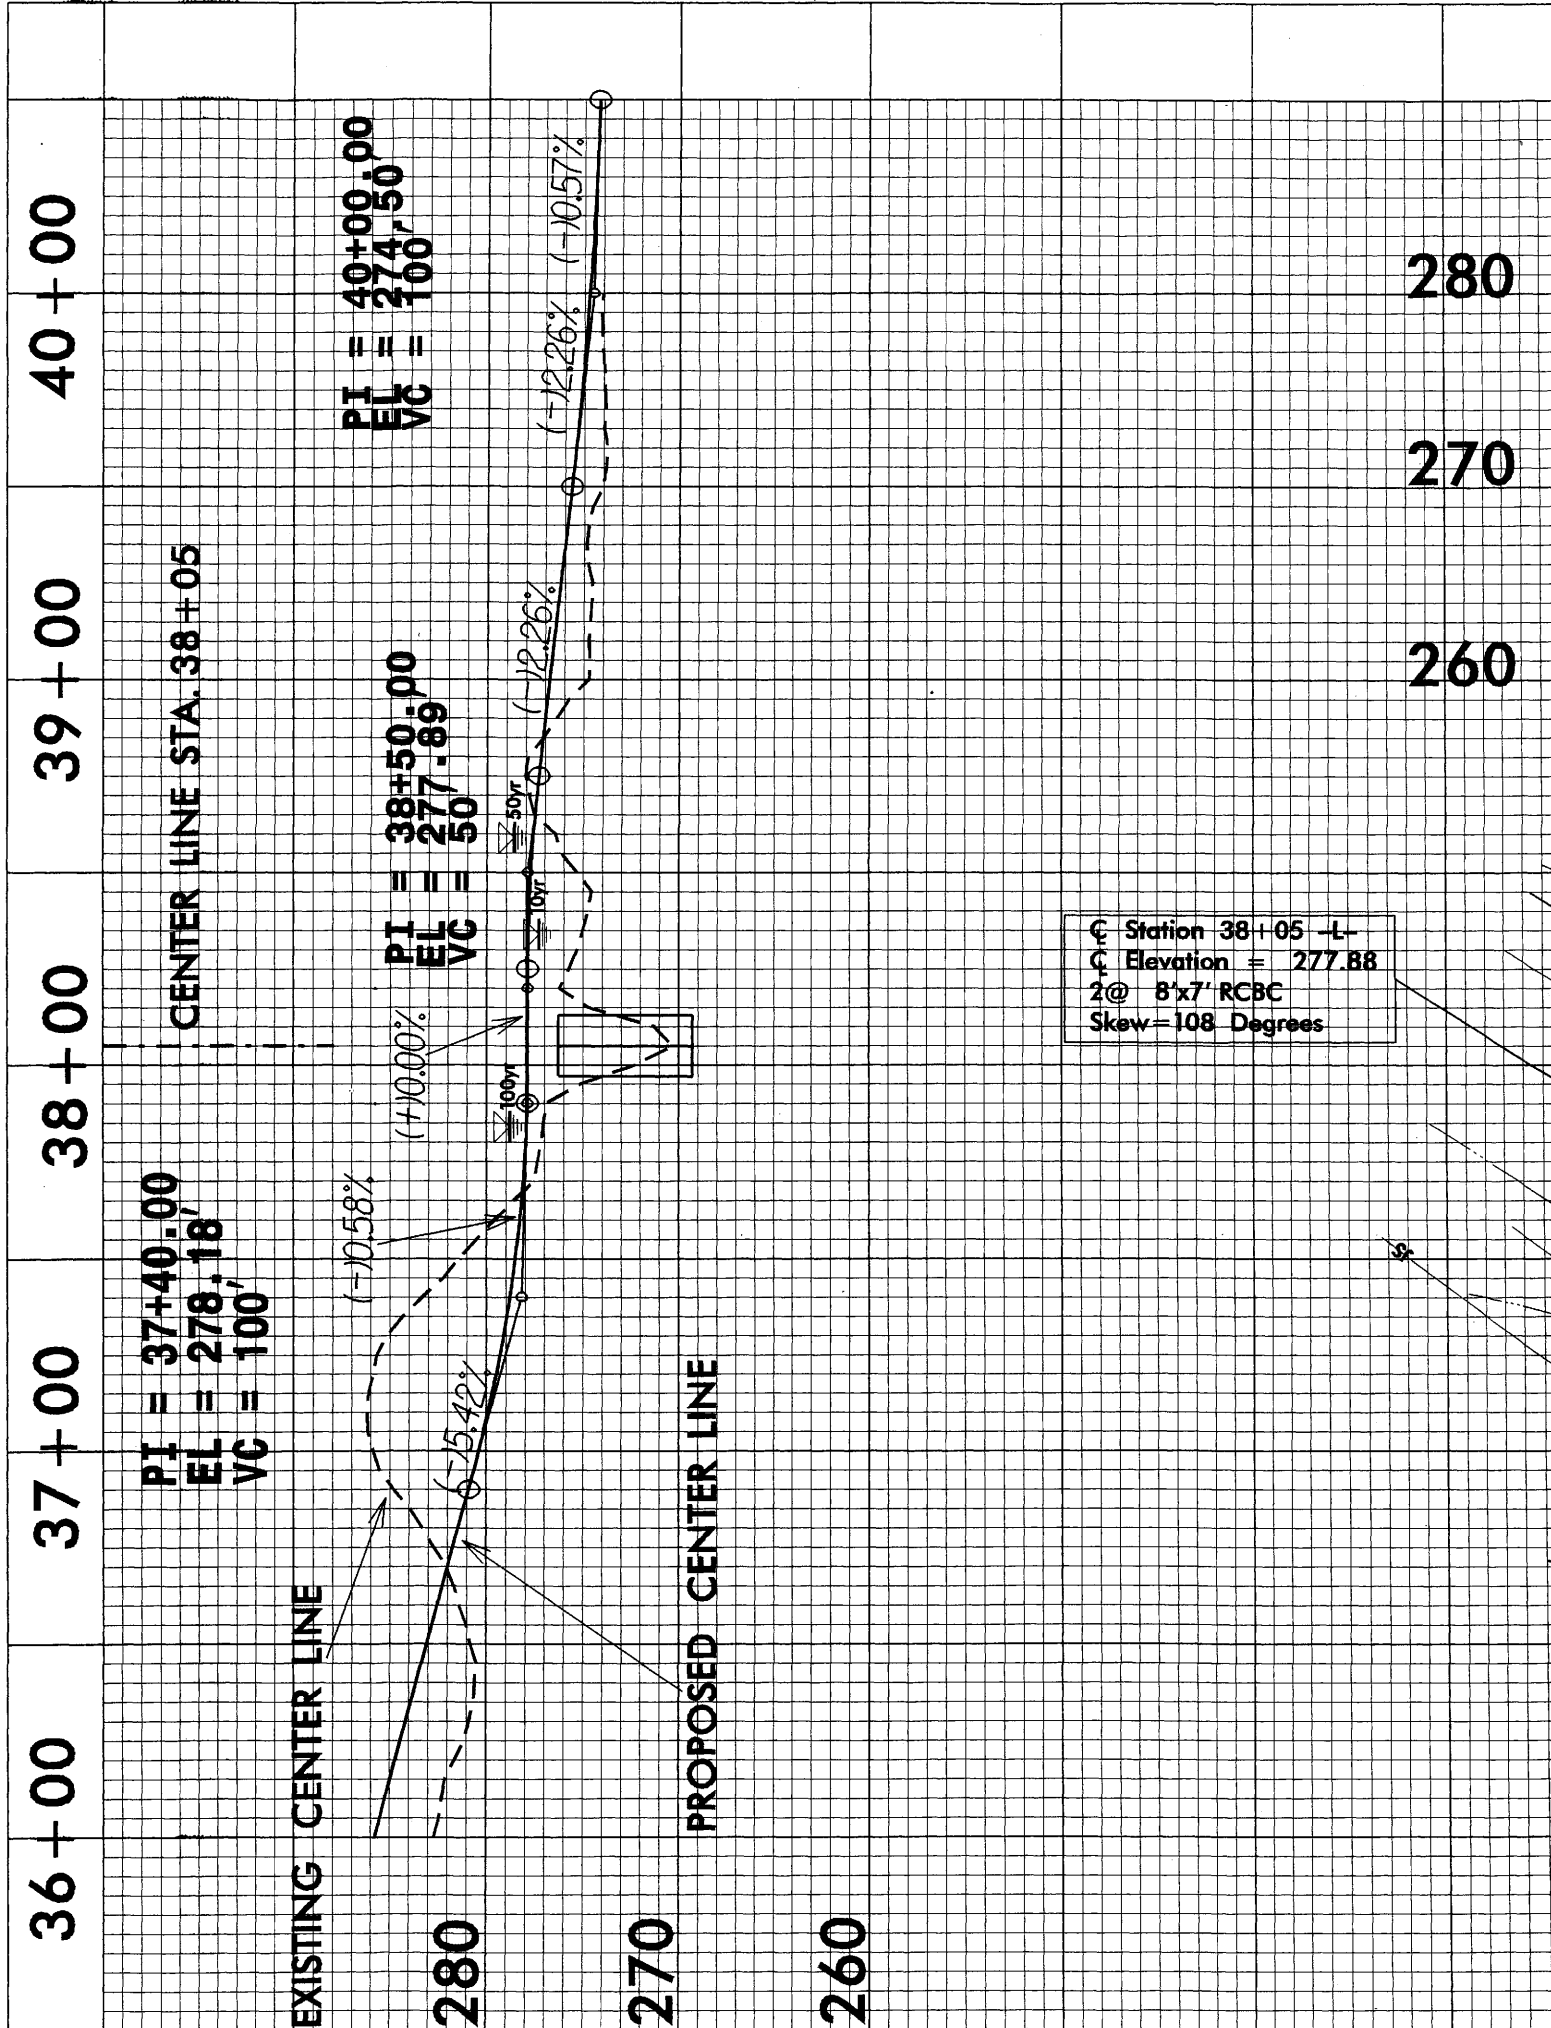 36+00
37+00
38+00
39+00
40+00
CENTER LINE STA. 38+05
PI = 37+40.00
EL = 278.18'
VC = 100'
PI = 38+50.00
EL = 277.89'
VC = 50'
PI = 40+00.00
EL = 274.50'
VC = 100'
EXISTING CENTER LINE
PROPOSED CENTER LINE
(-)5.42%
(-)0.58%
(+)0.00%
(-)2.26%
(-)2.26%
(-)0.57%
100yr
10yr
50yr
280
270
260
280
270
260
℄ Station 38+05 -L-
℄ Elevation = 277.88
2@ 8'x7' RCBC
Skew=108 Degrees